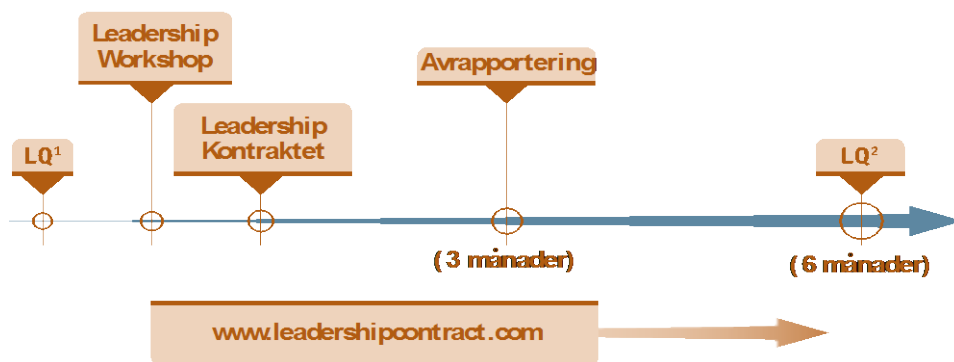 Leadership
Workshop
Avrapportering
Leadership
Kontraktet
LQ¹
LQ²
(3 månader)
(6 månader)
www.leadershipcontract.com